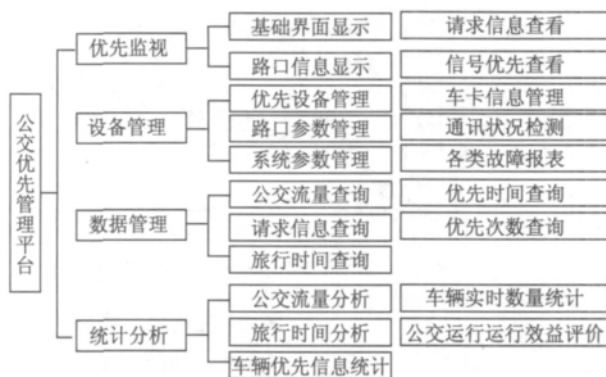 公交优先管理平台
优先监视
基础界面显示
请求信息查看
路口信息显示
信号优先查看
设备管理
优先设备管理
车卡信息管理
路口参数管理
通讯状况检测
系统参数管理
各类故障报表
数据管理
公交流量查询
优先时间查询
请求信息查询
优先次数查询
旅行时间查询
统计分析
公交流量分析
车辆实时数量统计
旅行时间分析
公交运行运行效益评价
车辆优先信息统计